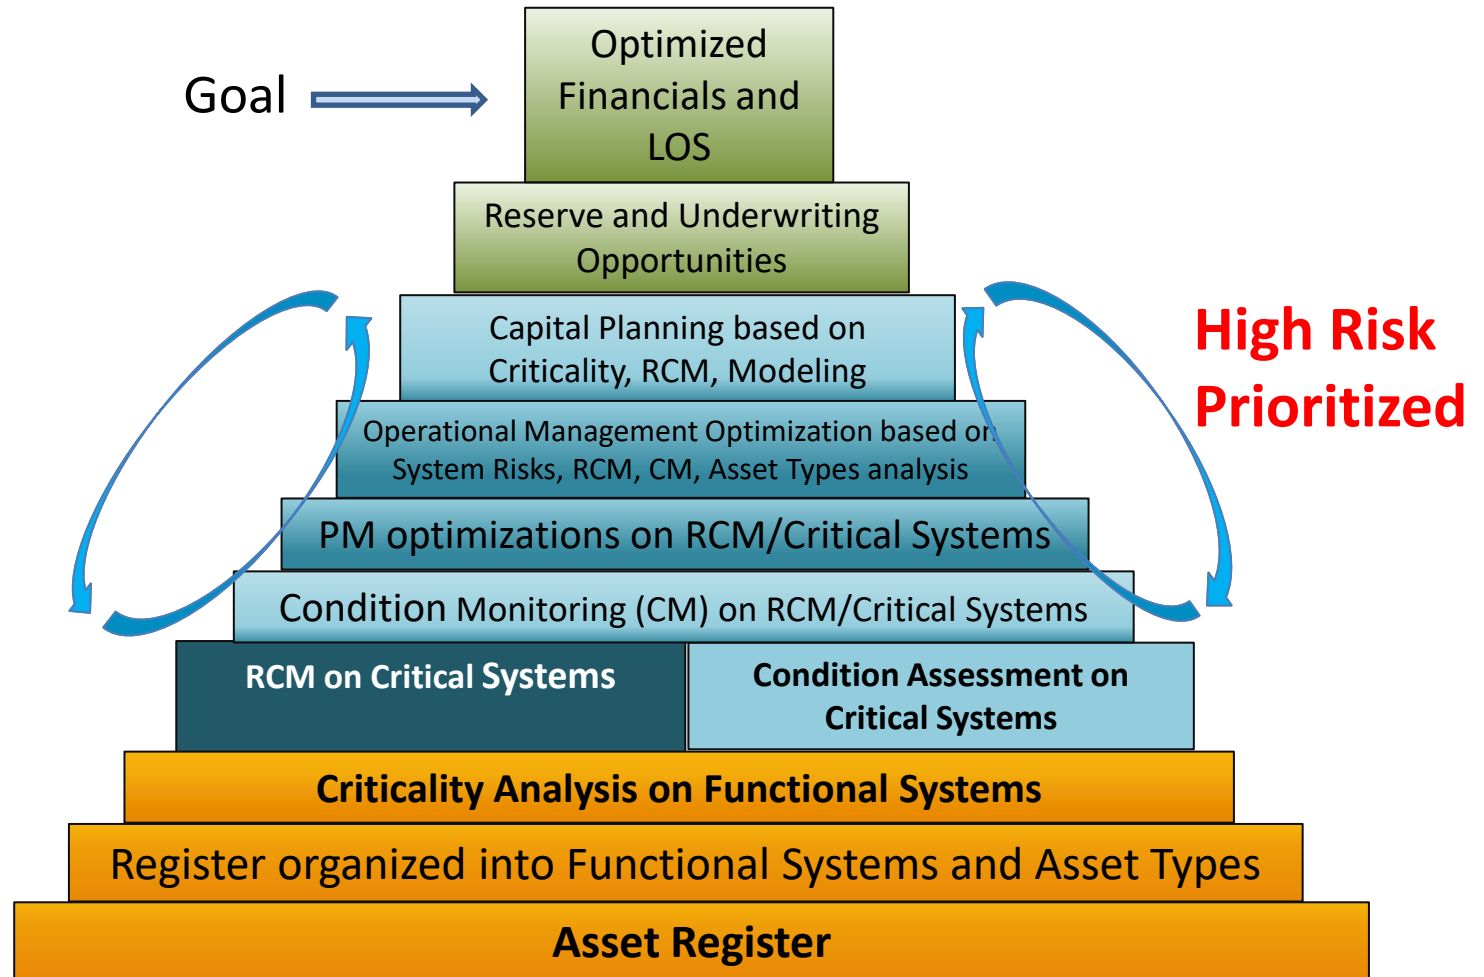 Optimized
Financials and
LOS
Goal
Reserve and Underwriting
Opportunities
Capital Planning based on
Criticality, RCM, Modeling
High Risk
Prioritized
Operational Management Optimization based on
System Risks, RCM, CM, Asset Types analysis
PM optimizations on RCM/Critical Systems
Condition Monitoring (CM) on RCM/Critical Systems
RCM on Critical Systems
Condition Assessment on
Critical Systems
Criticality Analysis on Functional Systems
Register organized into Functional Systems and Asset Types
Asset Register